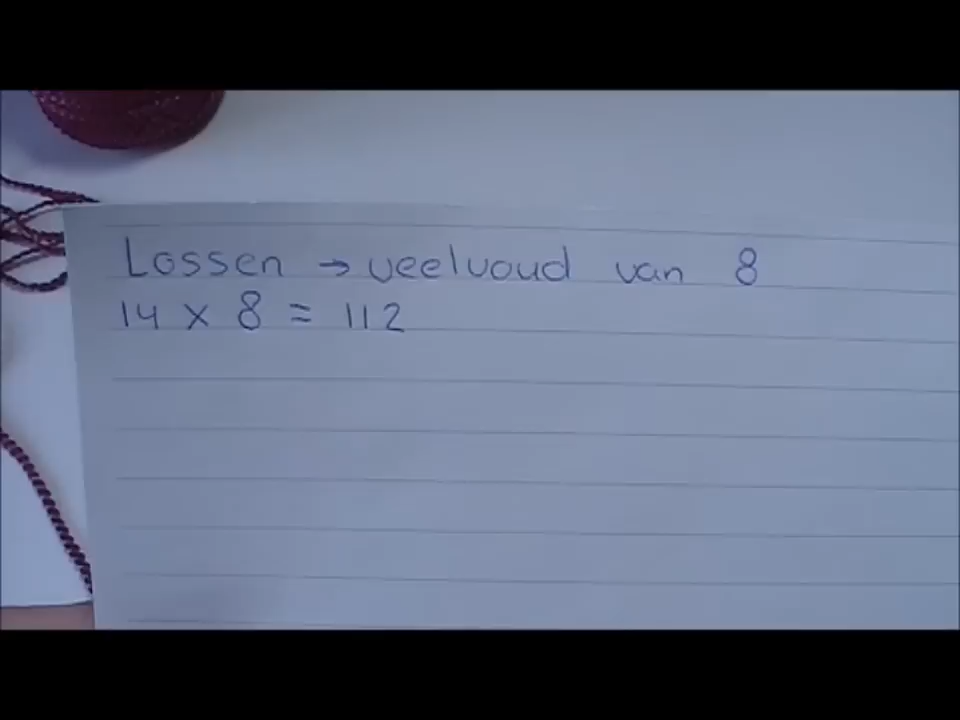 Lossen → veelvoud van 8
14 x 8 = 112